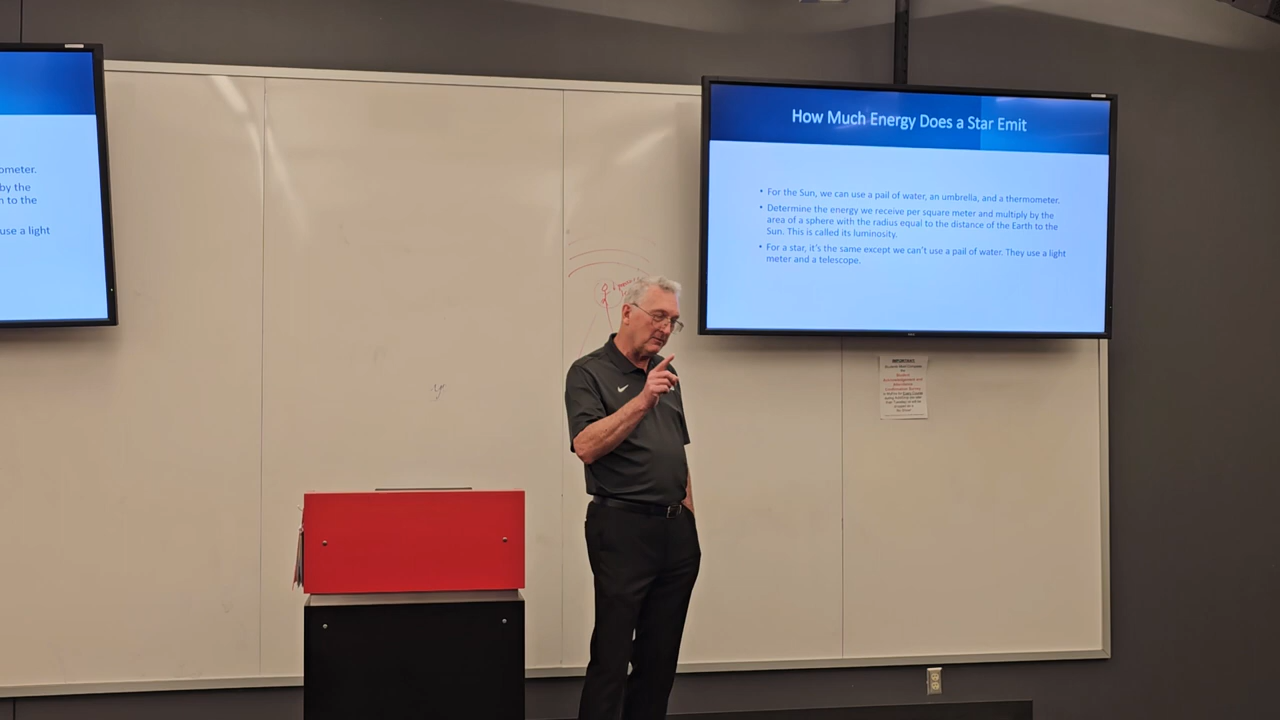 ometer.
by the
n to the
use a light
How Much Energy Does a Star Emit
• For the Sun, we can use a pail of water, an umbrella, and a thermometer.
• Determine the energy we receive per square meter and multiply by the
area of a sphere with the radius equal to the distance of the Earth to the
Sun. This is called its luminosity.
• For a star, it's the same except we can't use a pail of water. They use a light
meter and a telescope.
IMPORTANT!